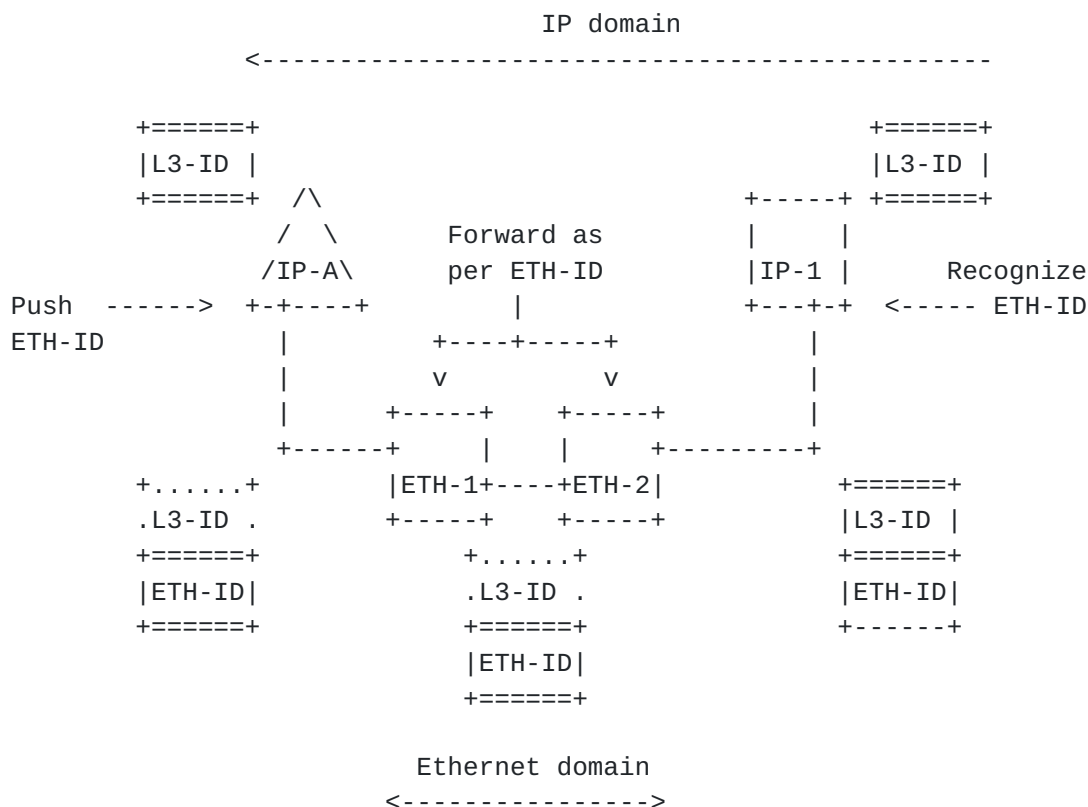 IP domain
               <-----------------------------------------------

        +======+                                       +======+
        |L3-ID |                                       |L3-ID |
        +======+  /\                           +-----+ +======+
                 /  \       Forward as         |     |
                /IP-A\      per ETH-ID         |IP-1 |      Recognize
Push  ------>  +-+----+         |              +---+-+  <----- ETH-ID
ETH-ID           |         +----+-----+            |
                 |         v          v            |
                 |      +-----+    +-----+         |
                 +------+     |    |     +---------+
        +......+        |ETH-1+----+ETH-2|           +======+
        .L3-ID .        +-----+    +-----+           |L3-ID |
        +======+             +......+                +======+
        |ETH-ID|             .L3-ID .                |ETH-ID|
        +======+             +======+                +------+
                             |ETH-ID|
                             +======+

                          Ethernet domain
                        <---------------->